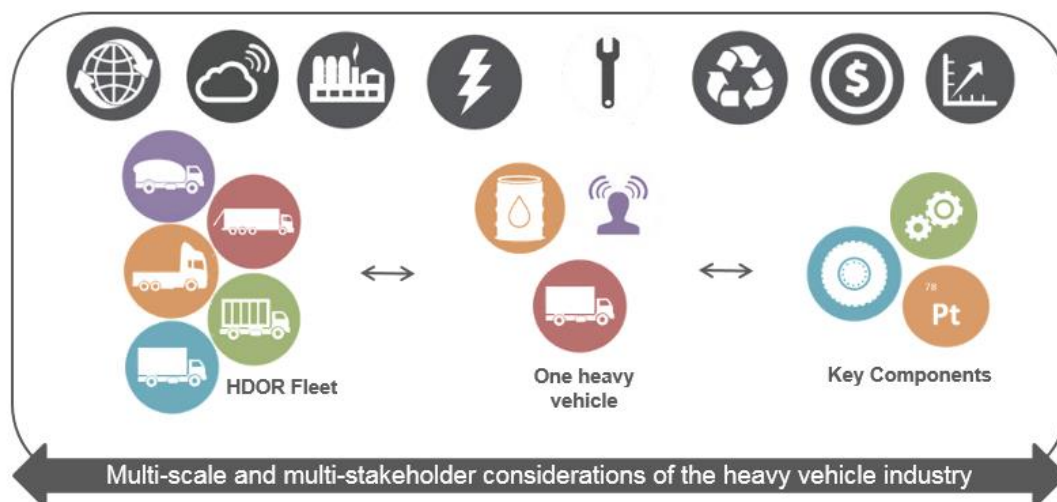 $
HDOR Fleet
One heavy
vehicle
78
Pt
Key Components
Multi-scale and multi-stakeholder considerations of the heavy vehicle industry